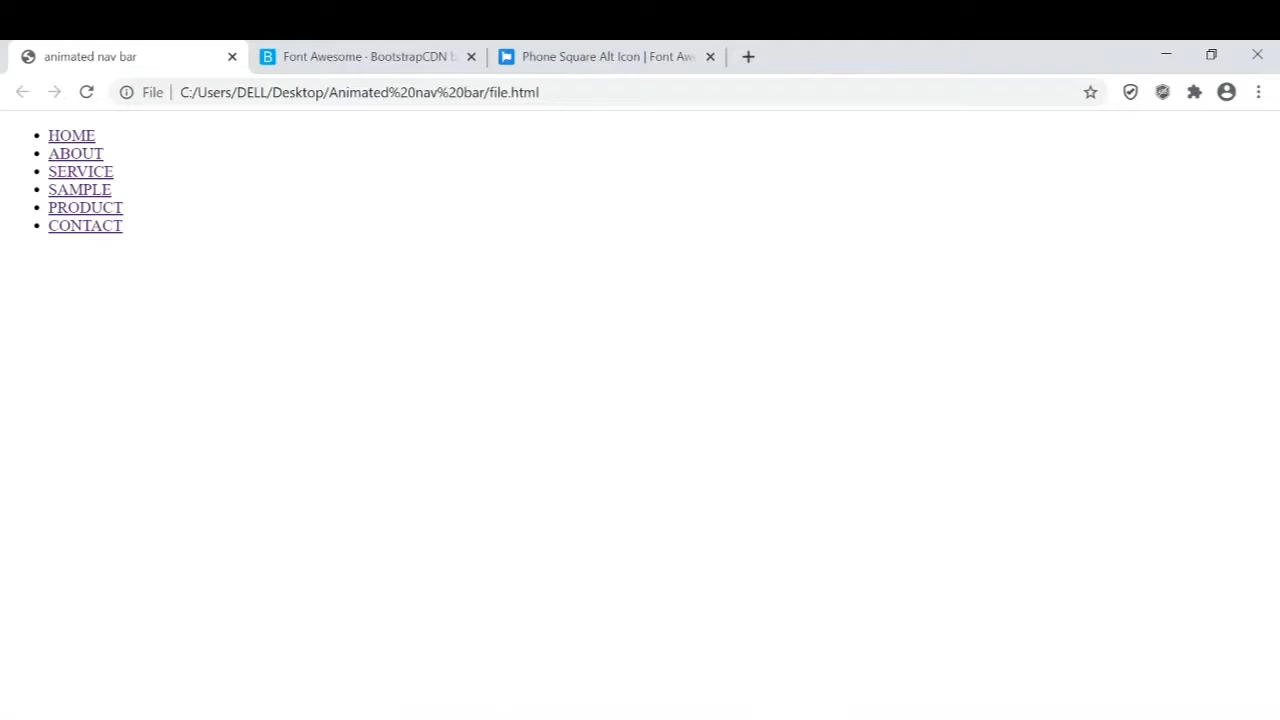 animated nav bar
Font Awesome · BootstrapCDN b
Phone Square Alt Icon | Font Awe
File
C:/Users/DELL/Desktop/Animated%20nav%20bar/file.html
HOME
ABOUT
SERVICE
SAMPLE
PRODUCT
CONTACT